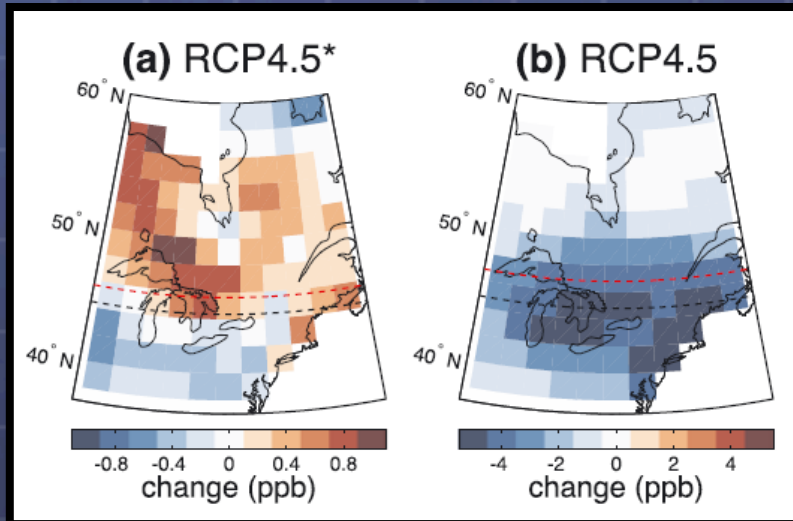 (a) RCP4.5*
(b) RCP4.5
60° N
50° N
40° N
60° N
50° N
40° N
-0.8 -0.4 0 0.4 0.8
change (ppb)
-4 -2 0 2 4
change (ppb)